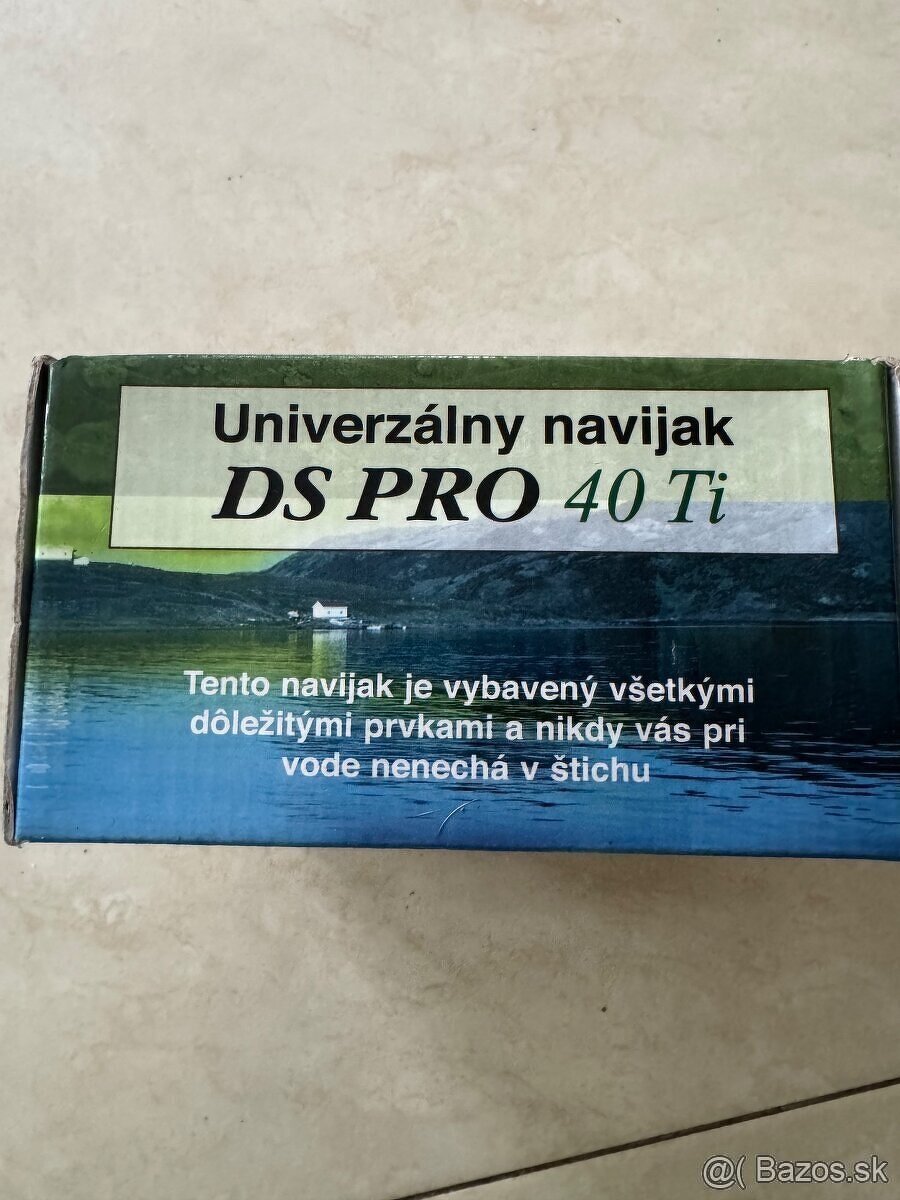 Univerzálny navijak
DS PRO 40 Ti
Tento navijak je vybavený všetkými
dôležitými prvkami a nikdy vás pri
vode nenechá v štichu
@( Bazos.sk